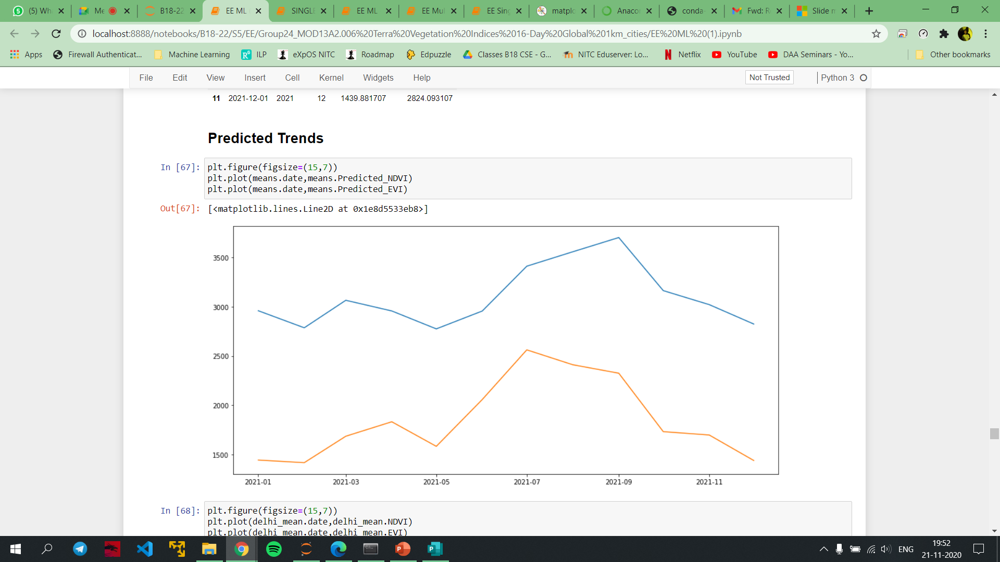 (5) Wh
Me
B18-22
EE ML
SINGLE
EE ML
EE Mul
EE Sing
matplo
Anacon
conda
Fwd: R
Slide m
localhost:8888/notebooks/B18-22/S5/EE/Group24_MOD13A2.006%20Terra%20Vegetation%20Indices%2016-Day%20Global%201km_cities/EE%20ML%20(1).ipynb
Apps
Firewall Authenticat...
Machine Learning
ILP
eXpOS NITC
Roadmap
Edpuzzle
Classes B18 CSE - G...
NITC Eduserver: Lo...
Netflix
YouTube
DAA Seminars - Yo...
Other bookmarks
File Edit View Insert Cell Kernel Widgets Help
Not Trusted
Python 3
11 2021-12-01 2021 12 1439.881707 2824.093107
Predicted Trends
In [67]: plt.figure(figsize=(15,7))
plt.plot(means.date,means.Predicted_NDVI)
plt.plot(means.date,means.Predicted_EVI)
Out[67]: [<matplotlib.lines.Line2D at 0x1e8d5533eb8>]
3500
3000
2500
2000
1500
2021-01 2021-03 2021-05 2021-07 2021-09 2021-11
In [68]: plt.figure(figsize=(15,7))
plt.plot(delhi_mean.date,delhi_mean.NDVI)
plt.plot(delhi_mean.date,delhi_mean.EVI)
ENG
19:52
21-11-2020